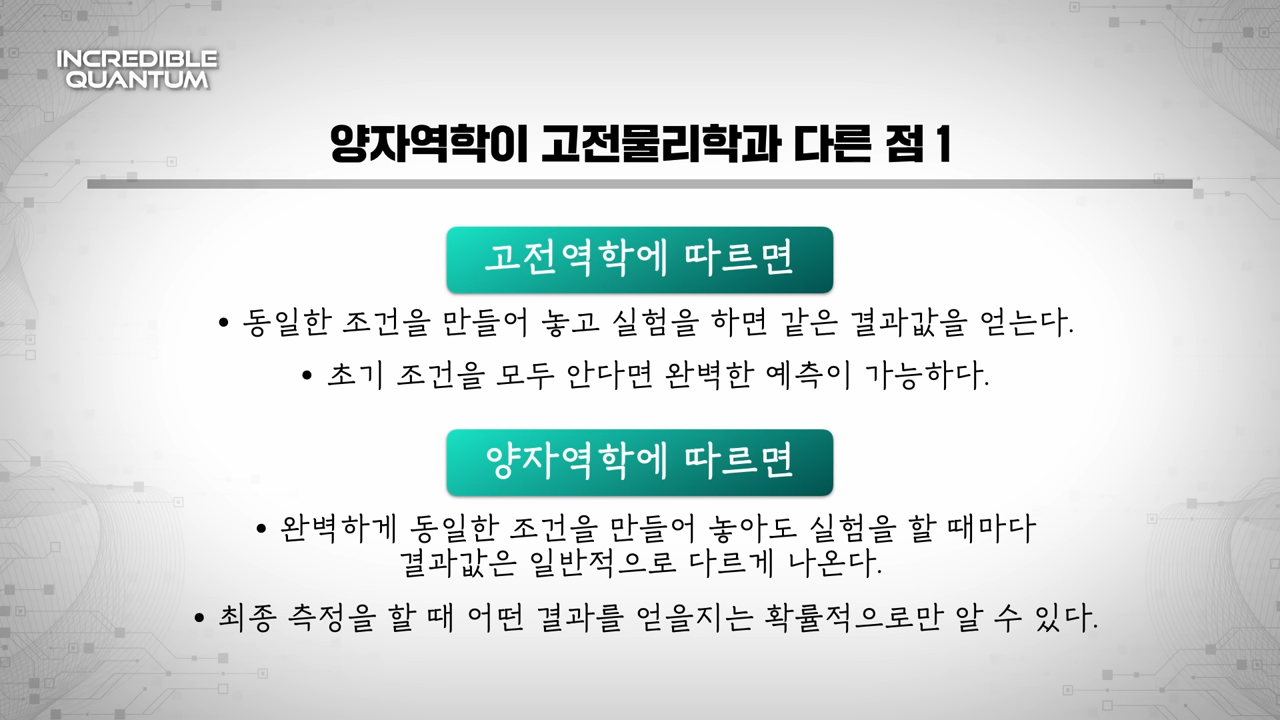 INCREDIBLE
QUANTUM
양자역학이 고전물리학과 다른 점 1
고전역학에 따르면
• 동일한 조건을 만들어 놓고 실험을 하면 같은 결과값을 얻는다.
• 초기 조건을 모두 안다면 완벽한 예측이 가능하다.
양자역학에 따르면
• 완벽하게 동일한 조건을 만들어 놓아도 실험을 할 때마다
결과값은 일반적으로 다르게 나온다.
• 최종 측정을 할 때 어떤 결과를 얻을지는 확률적으로만 알 수 있다.